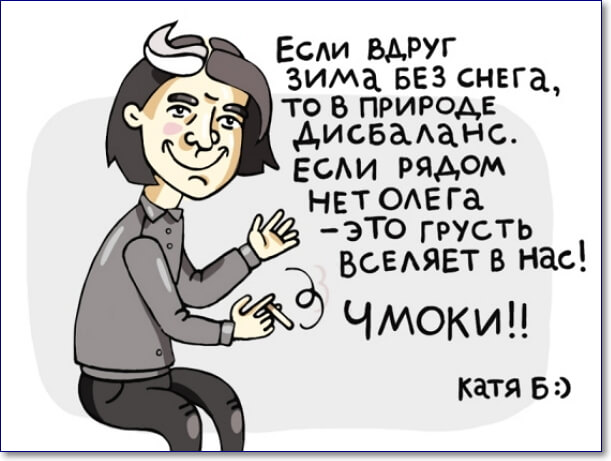 Если вдруг
зима без снега,
то в природе
дисбаланс.
Если рядом
нет Олега
– это грусть
вселяет в нас!
Чмоки!!
Катя Б:)